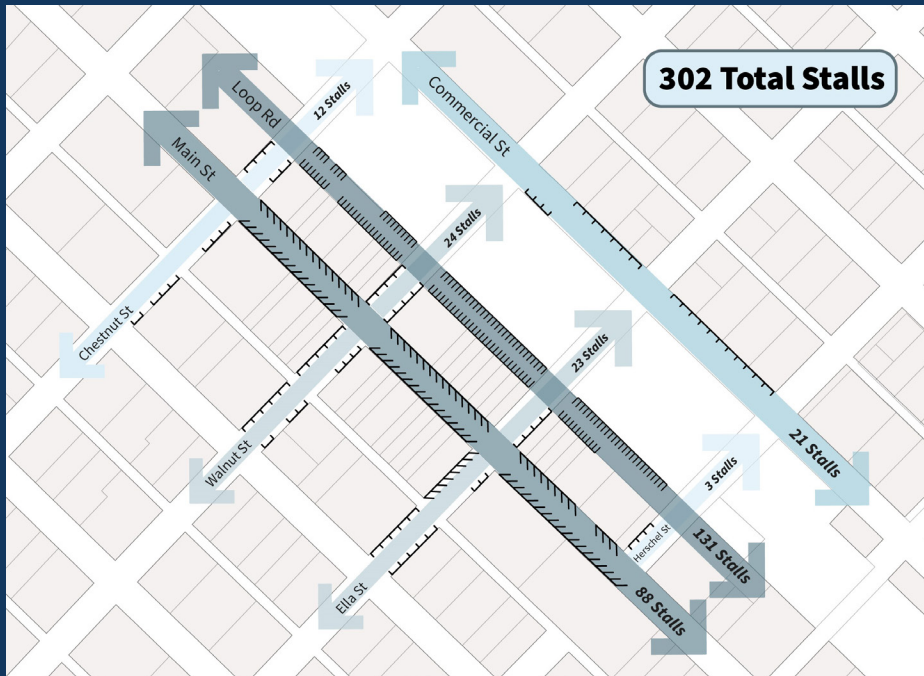 302 Total Stalls
Loop Rd
12 Stalls
Commercial St
Main St
24 Stalls
Chestnut St
23 Stalls
Walnut St
21 Stalls
3 Stalls
Herschel St
131 Stalls
Ella St
88 Stalls